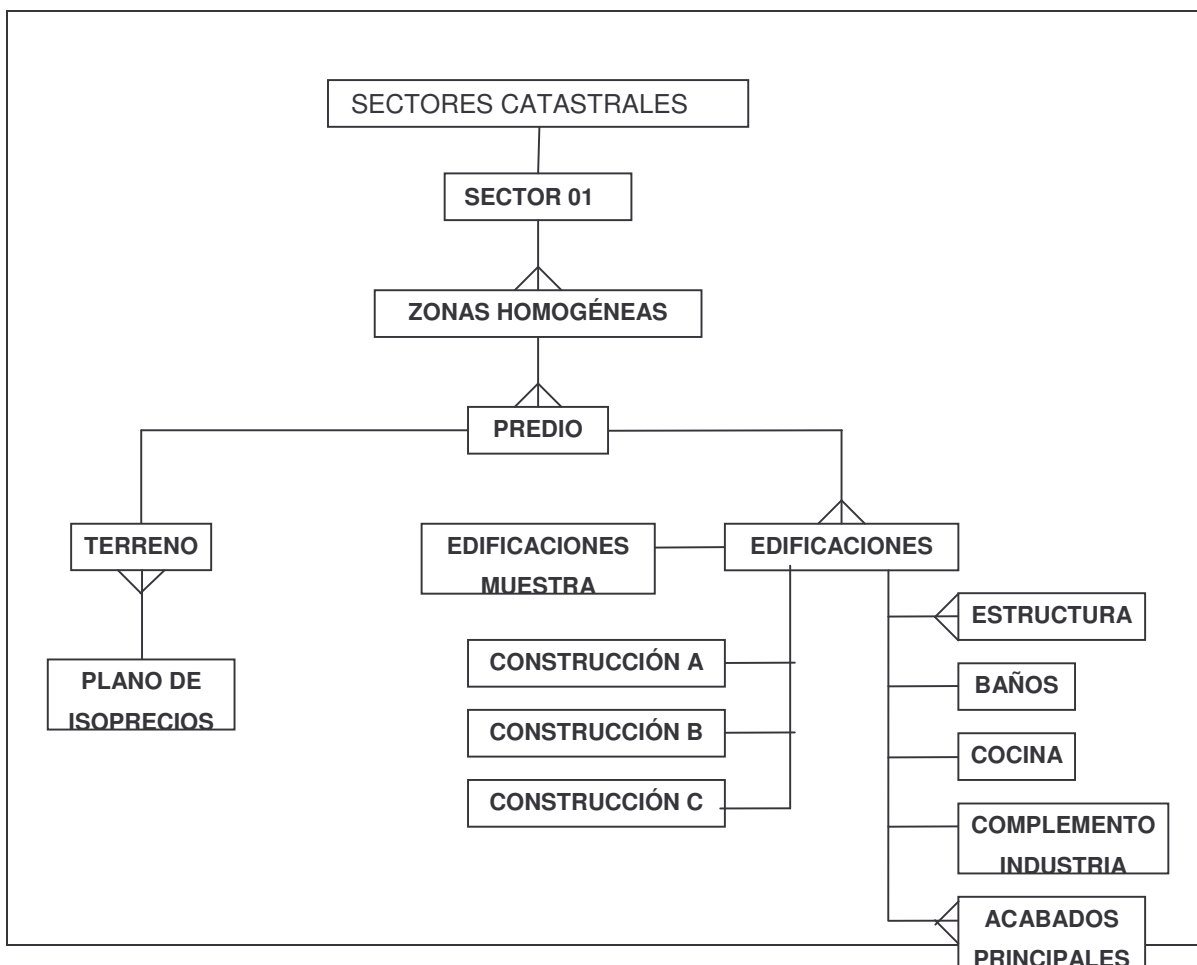 SECTORES CATASTRALES
SECTOR 01
ZONAS HOMOGÉNEAS
PREDIO
TERRENO
EDIFICACIONES
MUESTRA
EDIFICACIONES
ESTRUCTURA
CONSTRUCCIÓN A
PLANO DE
ISOPRECIOS
BAÑOS
CONSTRUCCIÓN B
COCINA
CONSTRUCCIÓN C
COMPLEMENTO
INDUSTRIA
ACABADOS
PRINCIPALES